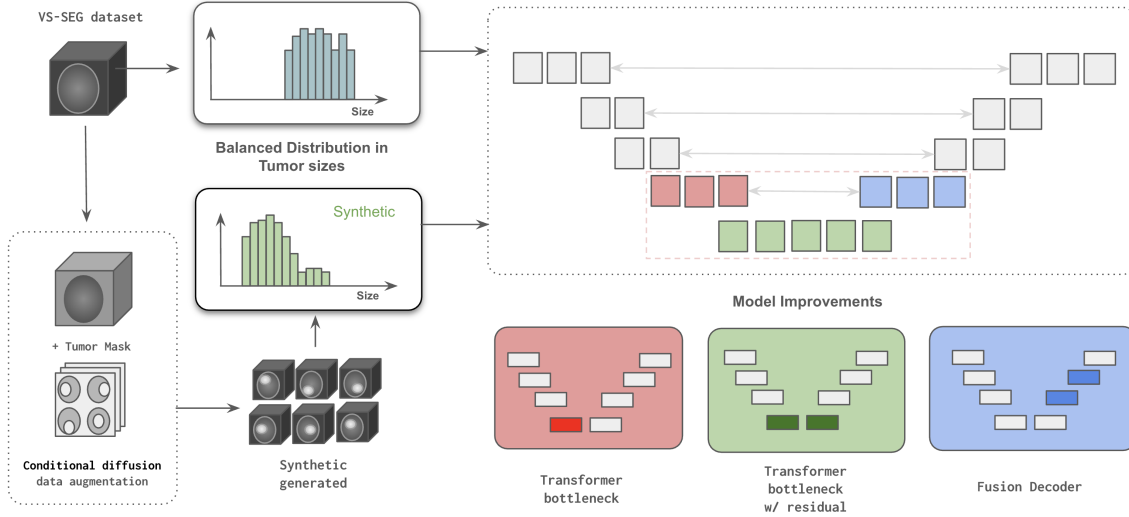 VS-SEG dataset
Size
Balanced Distribution in
Tumor sizes
Synthetic
Size
+ Tumor Mask
Conditional diffusion
data augmentation
Synthetic
generated
Model Improvements
Transformer
bottleneck
Transformer
bottleneck
w/ residual
Fusion Decoder